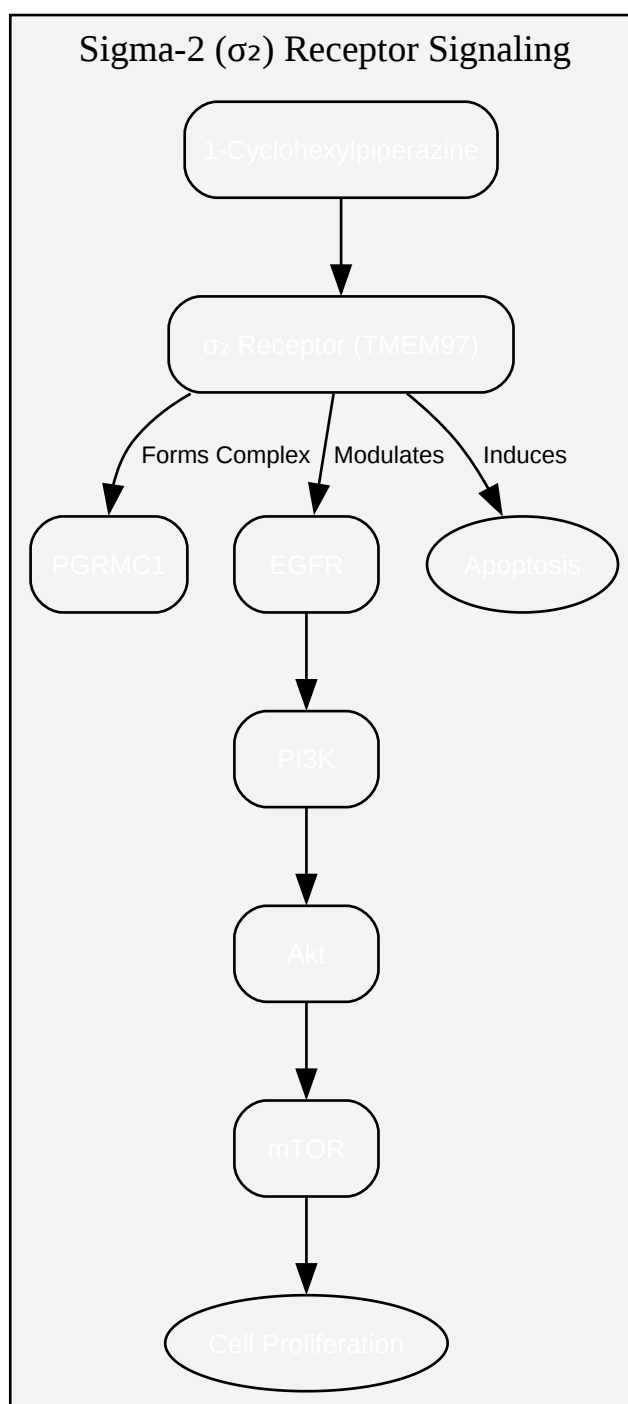 Sigma-2 (σ₂) Receptor Signaling
1-Cyclohexylpiperazine
σ₂ Receptor (TMEM97)
Forms Complex
Modulates
Induces
PGRMC1
EGFR
Apoptosis
PI3K
Akt
mTOR
Cell Proliferation